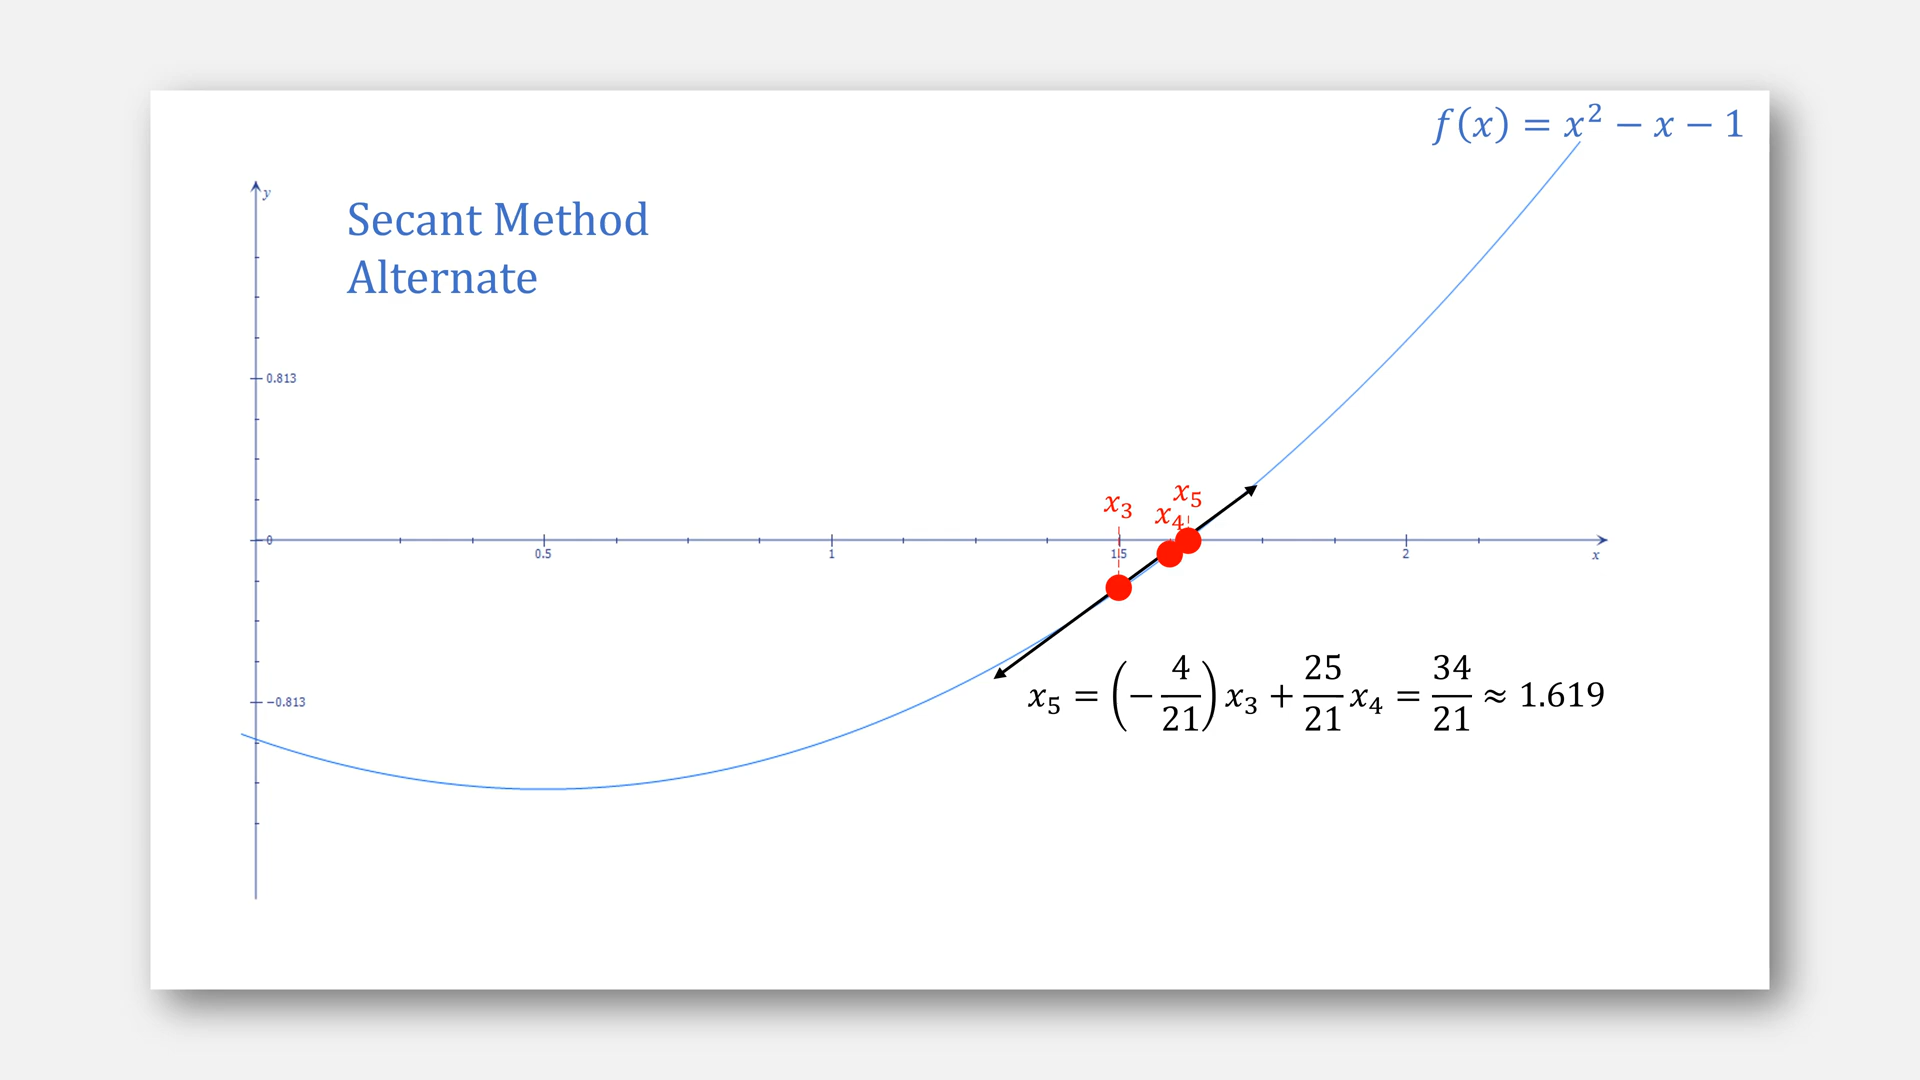 f(x) = x² − x − 1
y
Secant Method
Alternate
0.813
x₃
x₅
x₄
0
0.5
1
1.5
2
x
x₅ = (−4/21)x₃ + 25/21 x₄ = 34/21 ≈ 1.619
−0.813